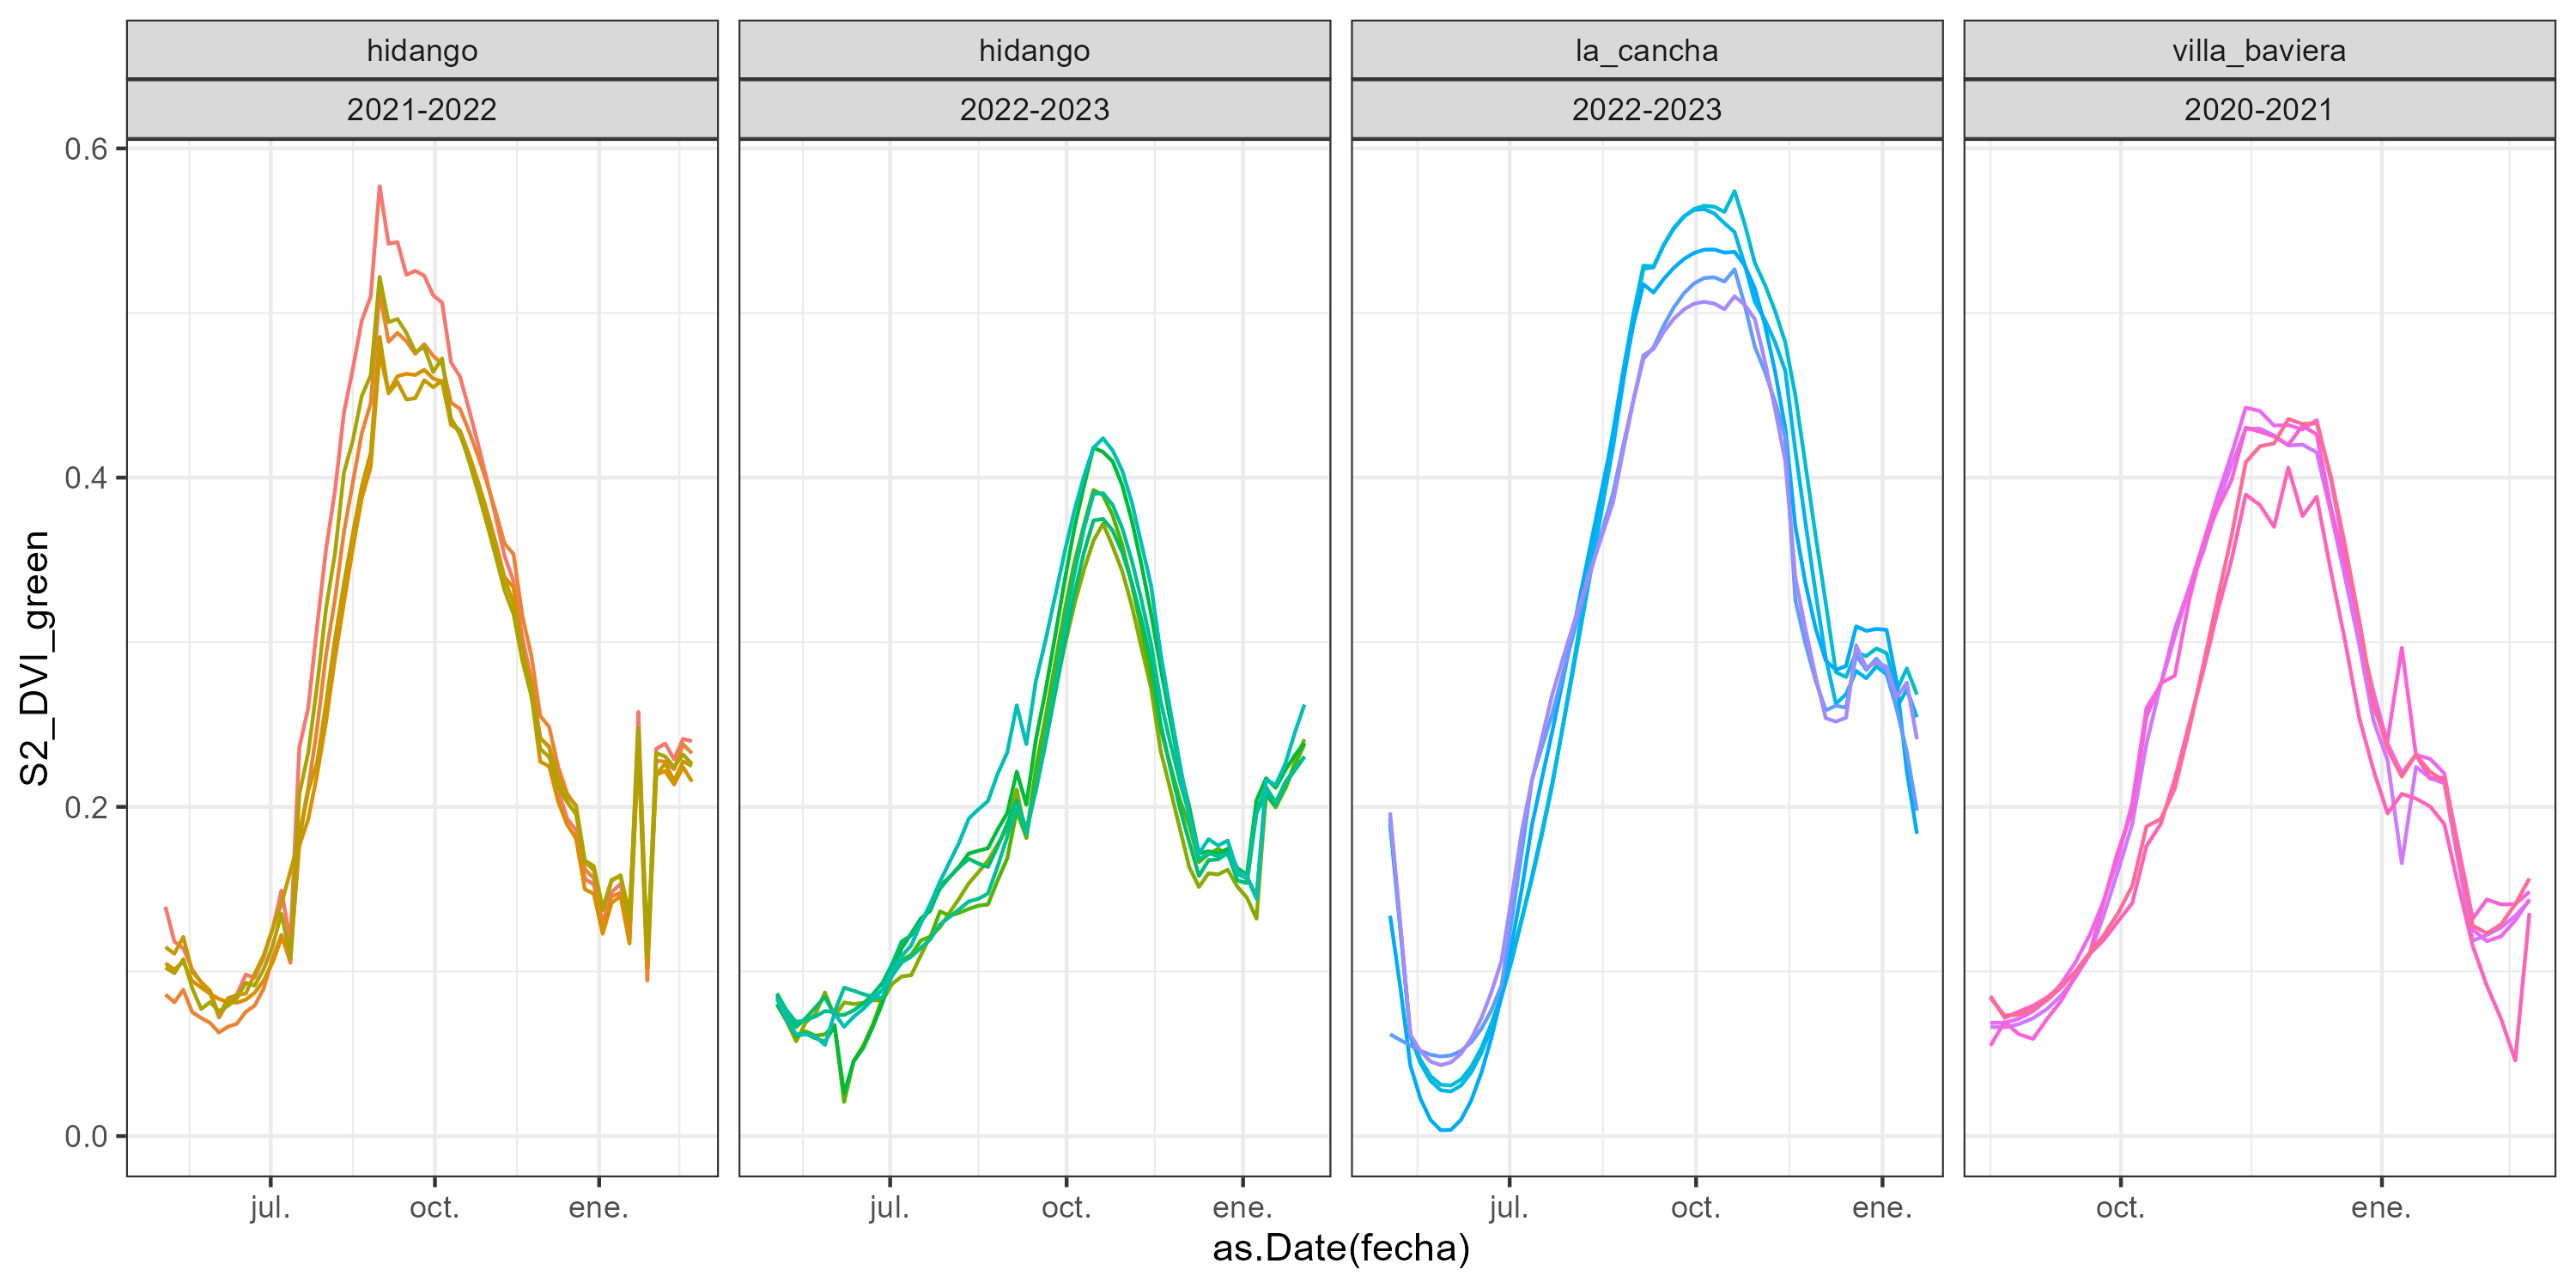 hidango hidango la_cancha villa_baviera
2021-2022 2022-2023 2022-2023 2020-2021
S2_DVI_green
0.6
0.4
0.2
0.0
jul. oct. ene. jul. oct. ene. jul. oct. ene. oct. ene.
as.Date(fecha)